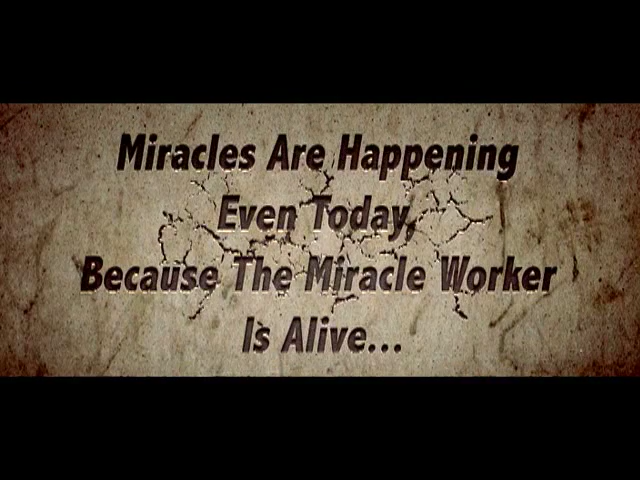 Miracles Are Happening
Even Today,
Because The Miracle Worker
Is Alive...